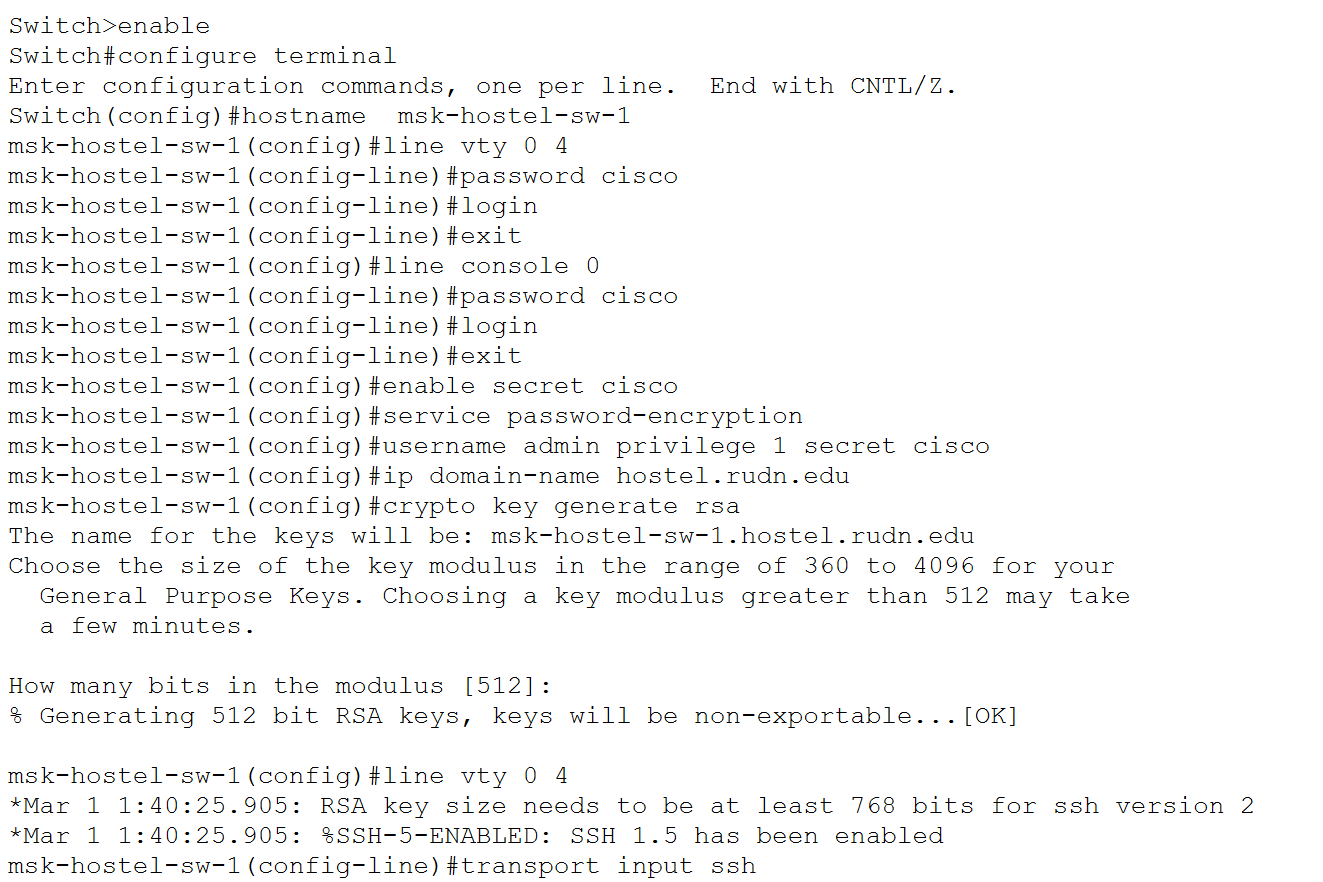 Switch>enable
Switch#configure terminal
Enter configuration commands, one per line.  End with CNTL/Z.
Switch(config)#hostname  msk-hostel-sw-1
msk-hostel-sw-1(config)#line vty 0 4
msk-hostel-sw-1(config-line)#password cisco
msk-hostel-sw-1(config-line)#login
msk-hostel-sw-1(config-line)#exit
msk-hostel-sw-1(config)#line console 0
msk-hostel-sw-1(config-line)#password cisco
msk-hostel-sw-1(config-line)#login
msk-hostel-sw-1(config-line)#exit
msk-hostel-sw-1(config)#enable secret cisco
msk-hostel-sw-1(config)#service password-encryption
msk-hostel-sw-1(config)#username admin privilege 1 secret cisco
msk-hostel-sw-1(config)#ip domain-name hostel.rudn.edu
msk-hostel-sw-1(config)#crypto key generate rsa
The name for the keys will be: msk-hostel-sw-1.hostel.rudn.edu
Choose the size of the key modulus in the range of 360 to 4096 for your
  General Purpose Keys. Choosing a key modulus greater than 512 may take
  a few minutes.

How many bits in the modulus [512]:
% Generating 512 bit RSA keys, keys will be non-exportable...[OK]

msk-hostel-sw-1(config)#line vty 0 4
*Mar 1 1:40:25.905: RSA key size needs to be at least 768 bits for ssh version 2
*Mar 1 1:40:25.905: %SSH-5-ENABLED: SSH 1.5 has been enabled
msk-hostel-sw-1(config-line)#transport input ssh